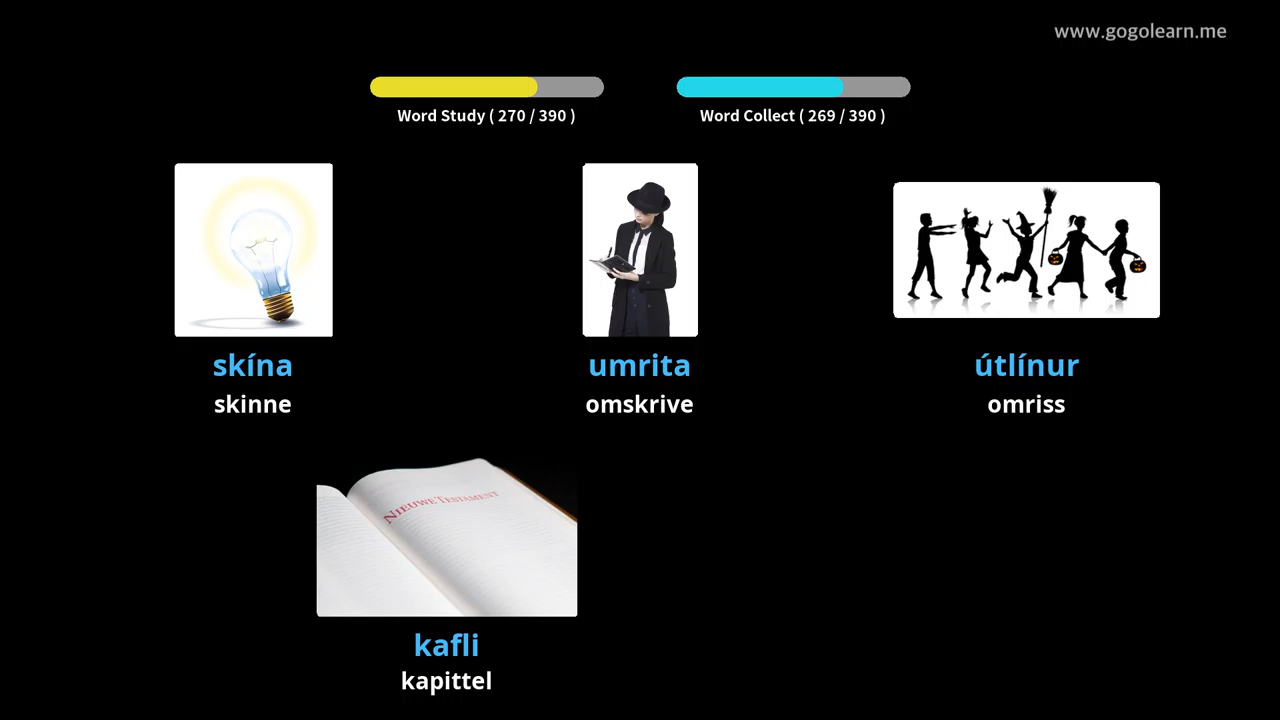 www.gogolearn.me
Word Study ( 270 / 390 )
Word Collect ( 269 / 390 )
skína
skinne
umrita
omskrive
útlínur
omriss
NIEUWE TESTAMENT
kafli
kapittel